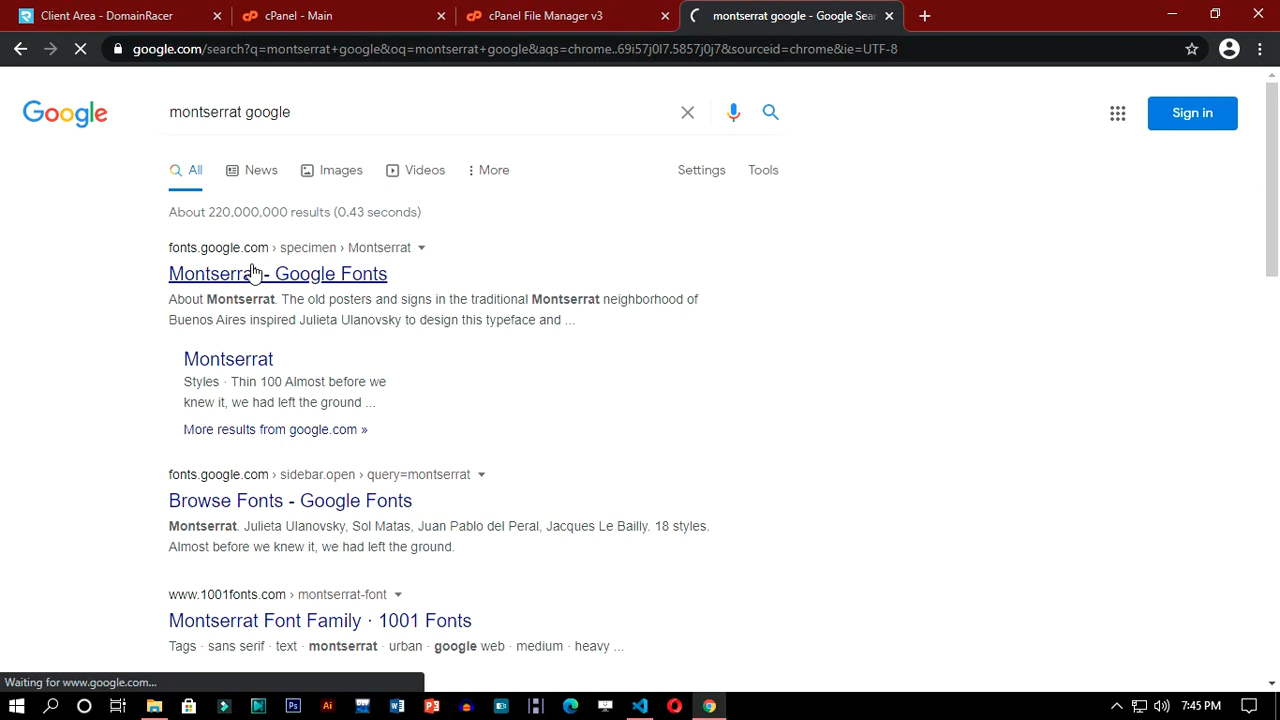 Client Area - DomainRacer
cPanel - Main
cPanel File Manager v3
montserrat google - Google Sea
google.com/search?q=montserrat+google&oq=montserrat+google&aqs=chrome..69i57j0l7.5857j0j7&sourceid=chrome&ie=UTF-8
Google
montserrat google
Sign in
All
News
Images
Videos
More
Settings
Tools
About 220,000,000 results (0.43 seconds)
fonts.google.com › specimen › Montserrat
Montserrat - Google Fonts
About Montserrat. The old posters and signs in the traditional Montserrat neighborhood of
Buenos Aires inspired Julieta Ulanovsky to design this typeface and ...
Montserrat
Styles · Thin 100 Almost before we
knew it, we had left the ground ...
More results from google.com »
fonts.google.com › sidebar.open › query=montserrat
Browse Fonts - Google Fonts
Montserrat. Julieta Ulanovsky, Sol Matas, Juan Pablo del Peral, Jacques Le Bailly. 18 styles.
Almost before we knew it, we had left the ground.
www.1001fonts.com › montserrat-font
Montserrat Font Family · 1001 Fonts
Tags · sans serif · text · montserrat · urban · google web · medium · heavy ...
Waiting for www.google.com...
7:45 PM